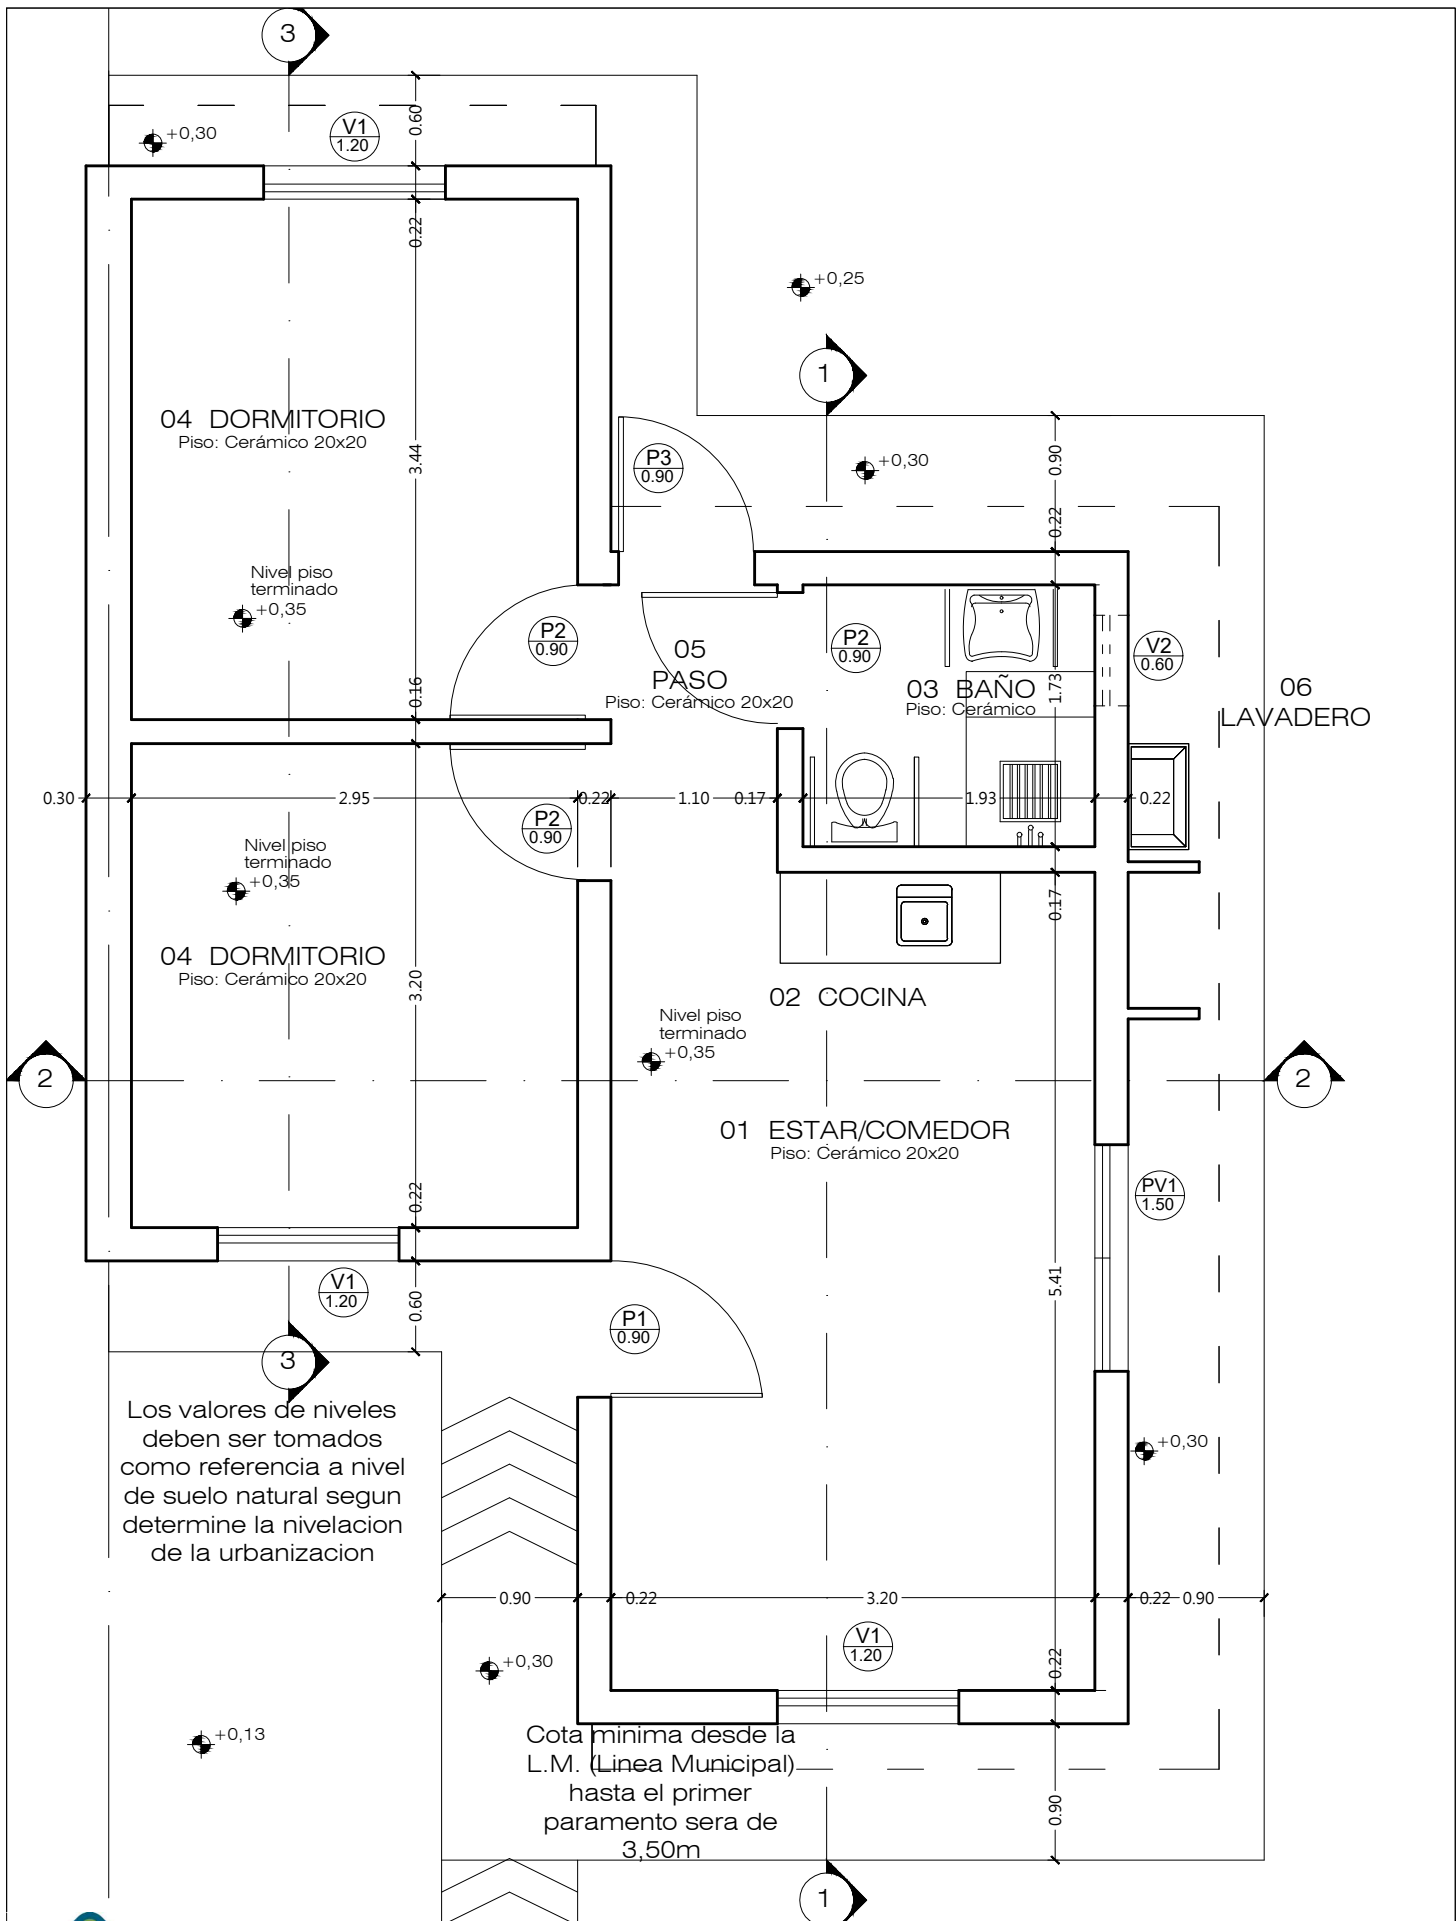 3
+0,30
V1
1.20
0.60
0.22
+0,25
1
04 DORMITORIO
Piso: Cerámico 20x20
3.44
P3
0.90
+0,30
0.90
0.22
Nivel piso
terminado
+0,35
P2
0.90
05
PASO
Piso: Cerámico 20x20
P2
0.90
03 BAÑO
Piso: Cerámico
1.73
V2
0.60
06
LAVADERO
0.16
0.30
2.95
0.22
1.10
0.17
1.93
0.22
P2
0.90
Nivel piso
terminado
+0,35
0.17
04 DORMITORIO
Piso: Cerámico 20x20
3.20
02 COCINA
Nivel piso
terminado
+0,35
2
2
01 ESTAR/COMEDOR
Piso: Cerámico 20x20
PV1
1.50
0.22
V1
1.20
0.60
P1
0.90
5.41
3
Los valores de niveles
deben ser tomados
como referencia a nivel
de suelo natural segun
determine la nivelacion
de la urbanizacion
+0,30
0.90
0.22
3.20
0.22
0.90
V1
1.20
0.22
+0,30
+0,13
Cota minima desde la
L.M. (Linea Municipal)
hasta el primer
paramento sera de
3,50m
0.90
1